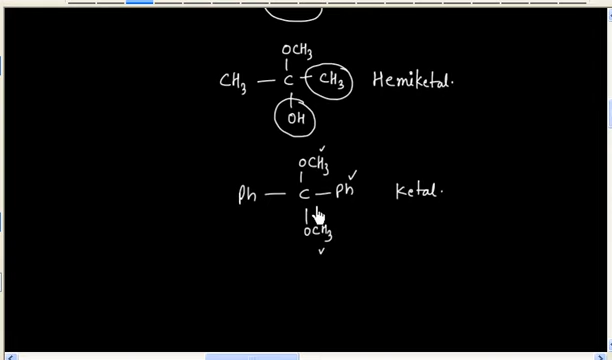 OCH3
CH3 — C — CH3 Hemiketal.
OH
OCH3
Ph — C — Ph Ketal.
OCH3